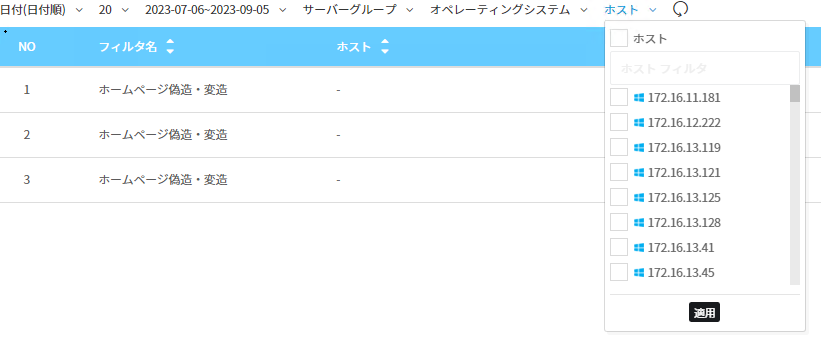 日付(日付順) 20 2023-07-06~2023-09-05 サーバーグループ オペレーティングシステム ホスト
NO フィルタ名 ホスト
1 ホームページ偽造・変造 -
2 ホームページ偽造・変造 -
3 ホームページ偽造・変造 -
ホスト
ホスト フィルタ
172.16.11.181
172.16.12.222
172.16.13.119
172.16.13.121
172.16.13.125
172.16.13.128
172.16.13.41
172.16.13.45
適用